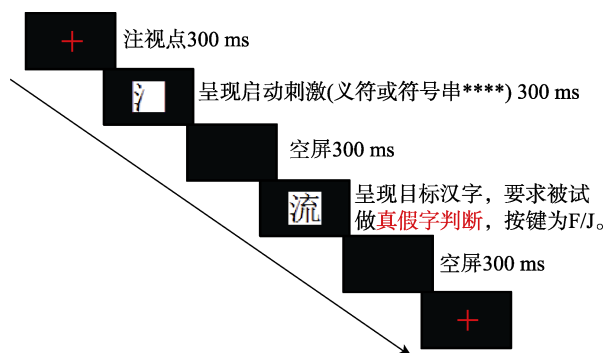 注视点300 ms
氵
呈现启动刺激(义符或符号串****) 300 ms
空屏300 ms
流
呈现目标汉字，要求被试
做真假字判断，按键为F/J。
空屏300 ms